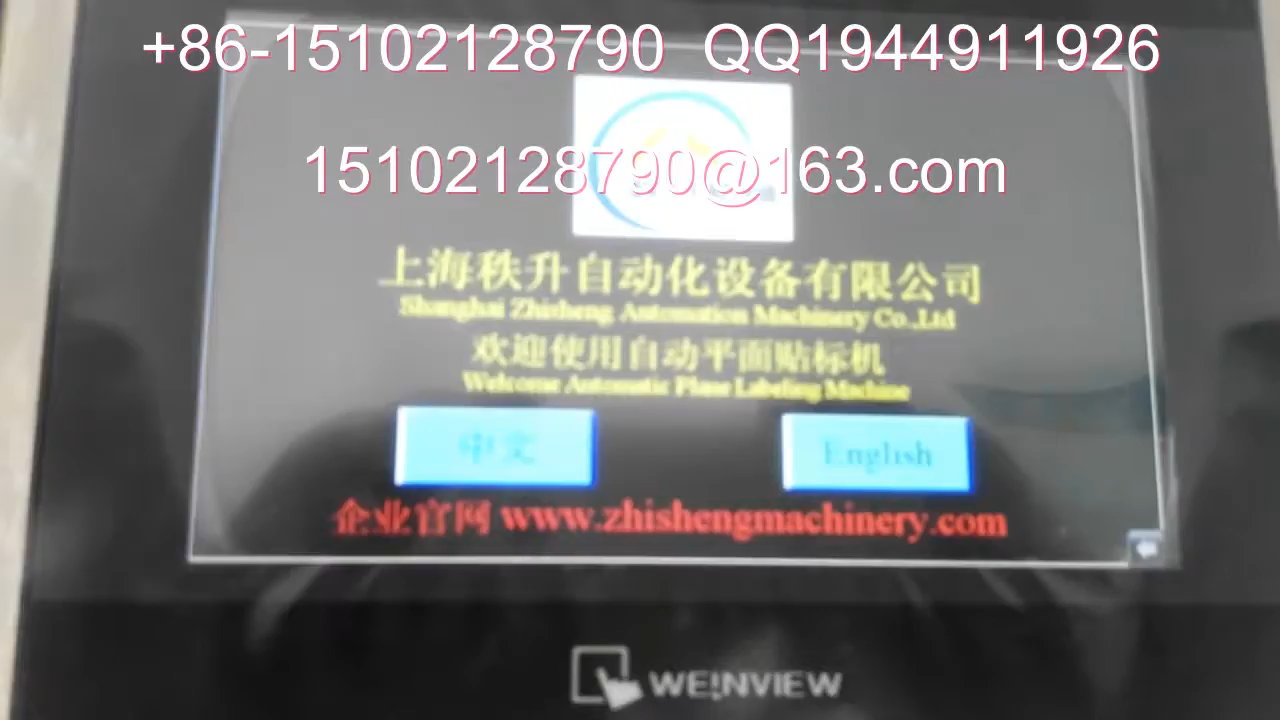 +86-15102128790 QQ1944911926
15102128790@163.com
上海秩升自动化设备有限公司
Shanghai Zhisheng Automation Machinery Co.,Ltd
欢迎使用自动平面贴标机
Welcome Automatic Plane Labeling Machine
中文 English
企业官网 www.zhishengmachinery.com
WEINVIEW